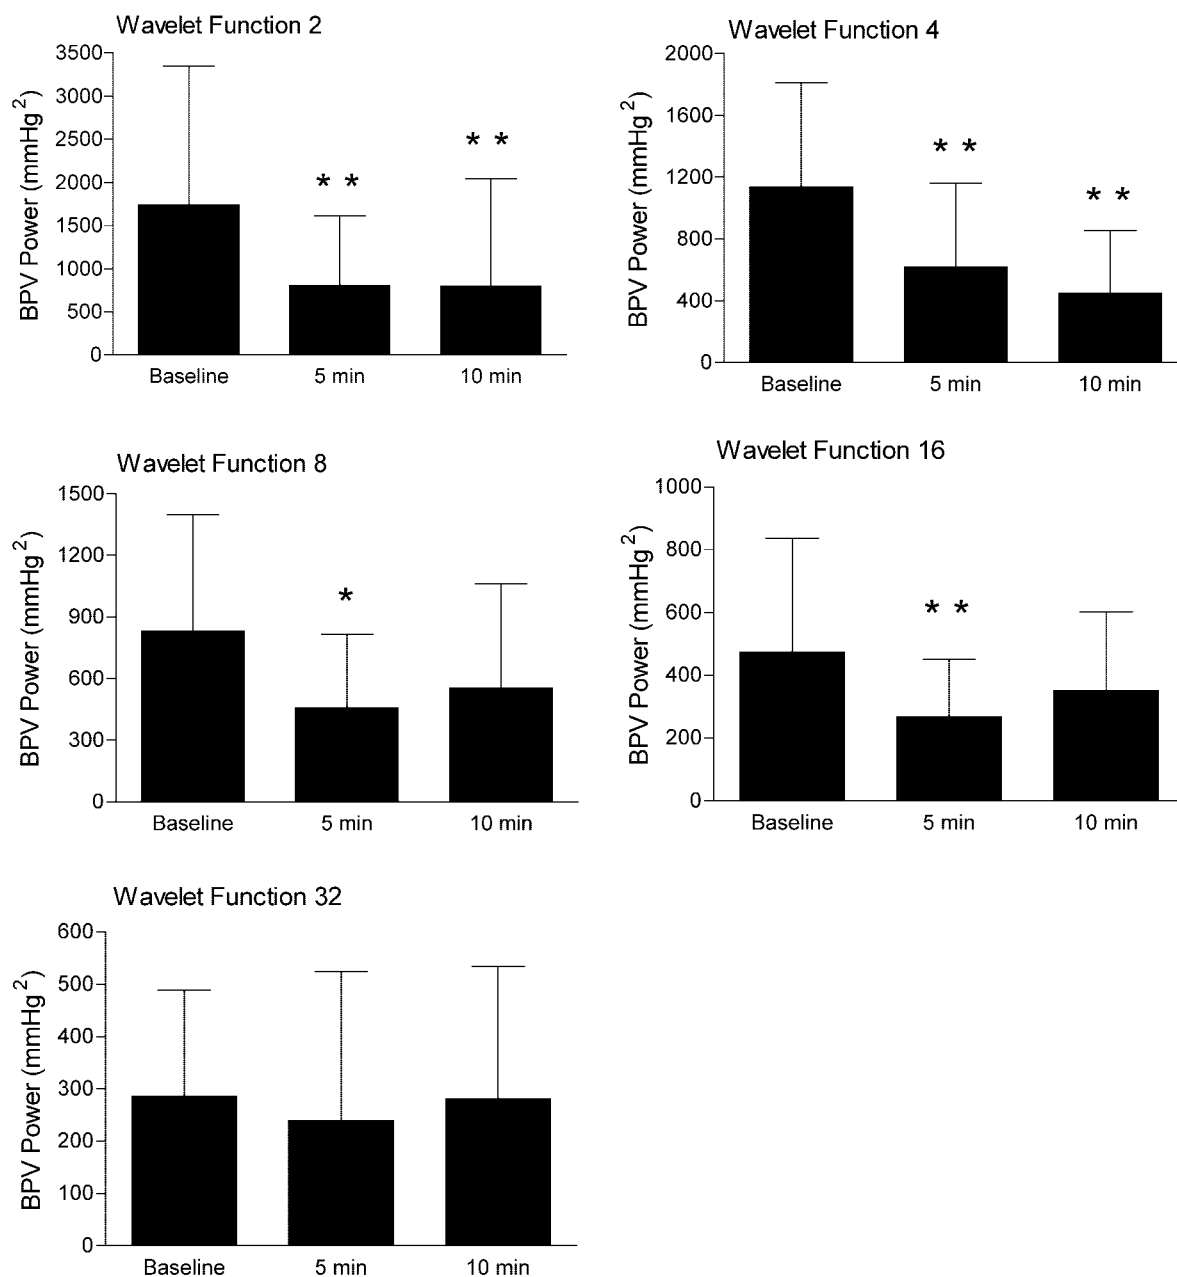 Wavelet Function 2
BPV Power (mmHg²)
3500
3000
2500
2000
1500
1000
500
0
* *
* *
Baseline 5 min 10 min
Wavelet Function 4
BPV Power (mmHg²)
2000
1600
1200
800
400
0
* *
* *
Baseline 5 min 10 min
Wavelet Function 8
BPV Power (mmHg²)
1500
1200
900
600
300
0
*
Baseline 5 min 10 min
Wavelet Function 16
BPV Power (mmHg²)
1000
800
600
400
200
0
* *
Baseline 5 min 10 min
Wavelet Function 32
BPV Power (mmHg²)
600
500
400
300
200
100
0
Baseline 5 min 10 min